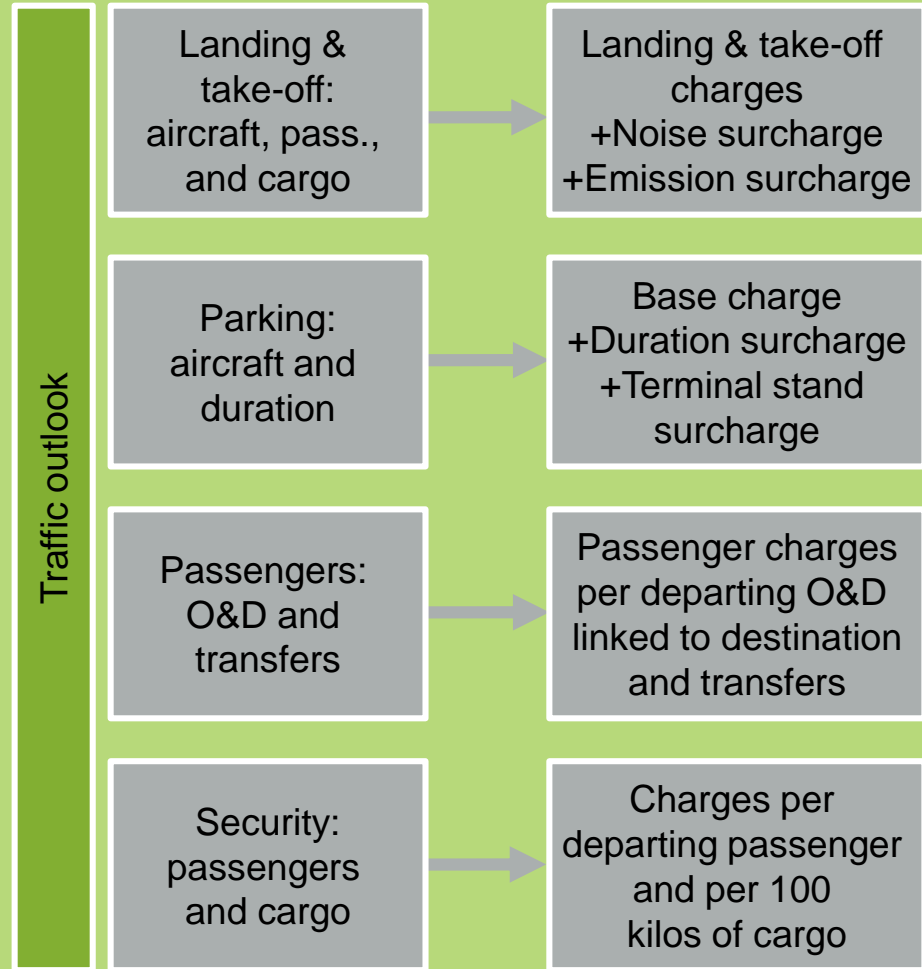 Traffic outlook
Landing &
take-off:
aircraft, pass.,
and cargo
Landing & take-off
charges
+Noise surcharge
+Emission surcharge
Parking:
aircraft and
duration
Base charge
+Duration surcharge
+Terminal stand
surcharge
Passengers:
O&D and
transfers
Passenger charges
per departing O&D
linked to destination
and transfers
Security:
passengers
and cargo
Charges per
departing passenger
and per 100
kilos of cargo